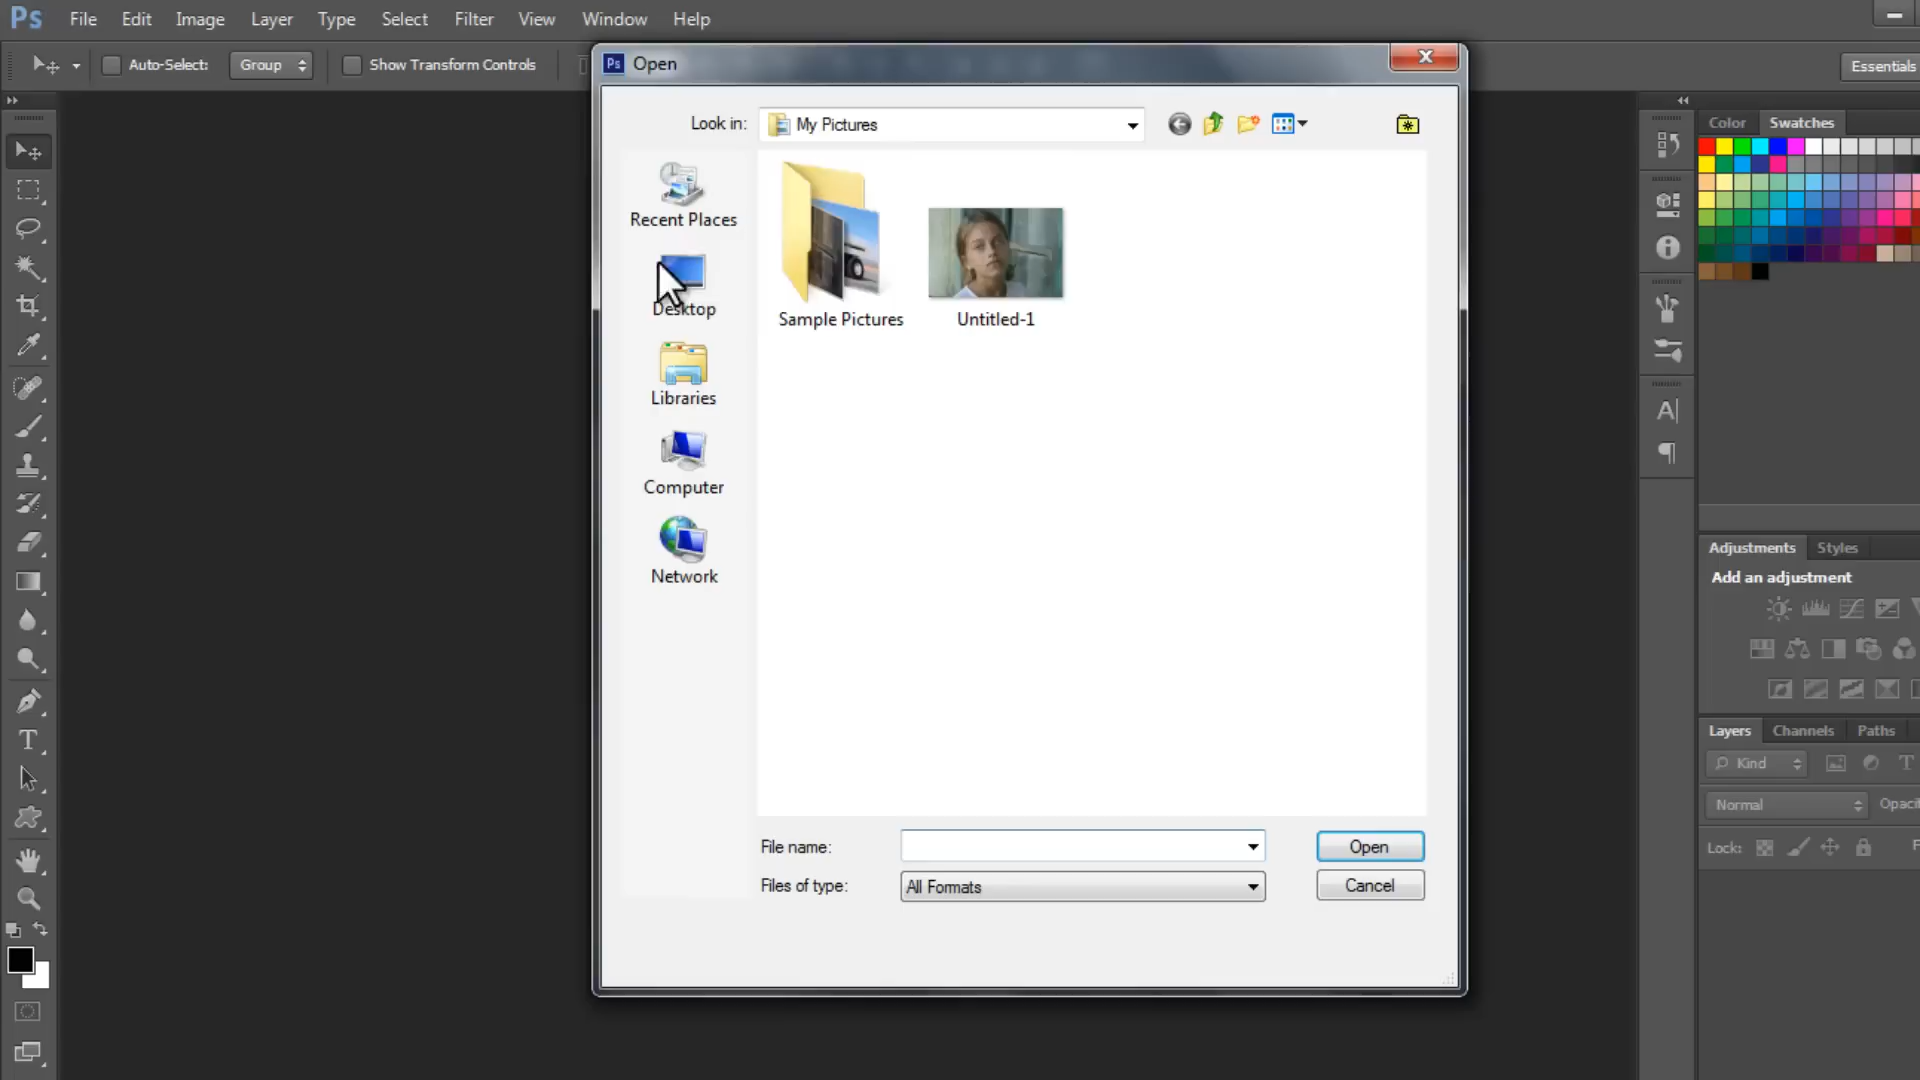 Ps File Edit Image Layer Type Select Filter View Window Help
Auto-Select: Group Show Transform Controls Essentials
Ps Open
Look in: My Pictures
Recent Places
Desktop
Libraries
Computer
Network
Sample Pictures
Untitled-1
File name: Open
Files of type: All Formats Cancel
Color Swatches
Adjustments Styles
Add an adjustment
Layers Channels Paths
Kind
Normal
Lock: